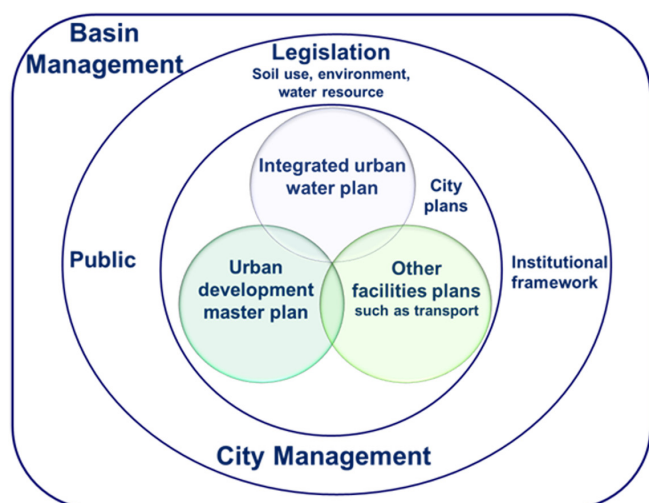 Basin
Management
Legislation
Soil use, environment,
water resource
Integrated urban
water plan
City
plans
Public
Urban
development
master plan
Other
facilities plans
such as transport
Institutional
framework
City Management